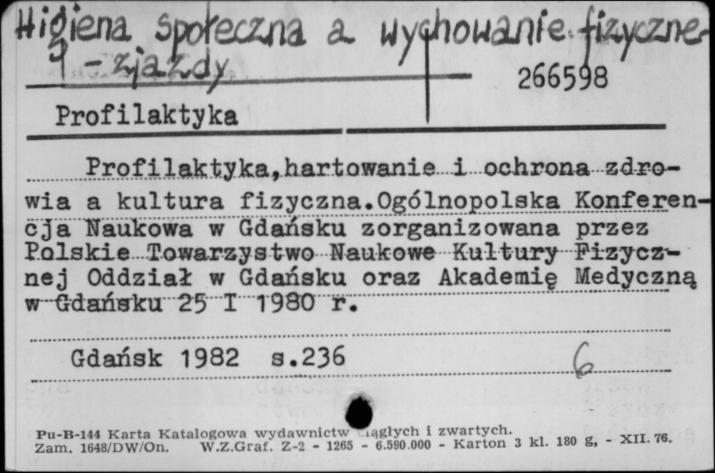 Higiena społeczna a wychowanie fizyczne
- zjazdy
266598
Profilaktyka
Profilaktyka,hartowanie i ochrona zdro-
wia a kultura fizyczna.Ogólnopolska Konferen-
cja Naukowa w Gdańsku zorganizowana przez
Polskie Towarzystwo Naukowe Kultury Fizycz-
nej Oddział w Gdańsku oraz Akademię Medyczną
w Gdańsku 25 I 1980 r.
Gdańsk 1982 s.236
6
Pu-B-144 Karta Katalogowa wydawnictw ciągłych i zwartych.
Zam. 1648/DW/On. W.Z.Graf. Z-2 - 1265 - 6.590.000 - Karton 3 kl. 180 g, - XII. 76.